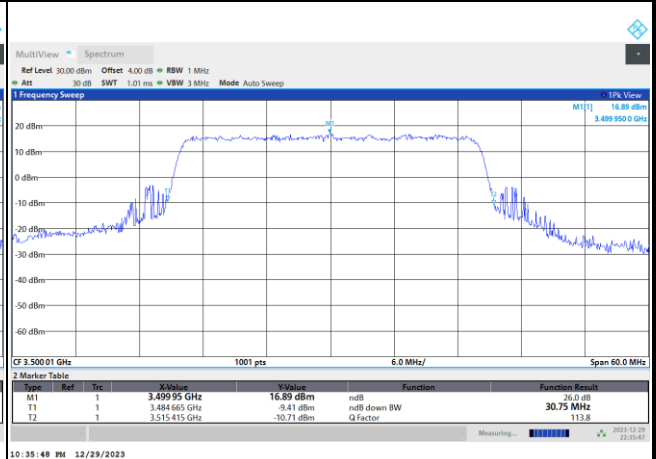 MultiView Spectrum
Ref Level 30.00 dBm Offset 4.00 dB RBW 1 MHz
Att 30 dB SWT 1.01 ms VBW 3 MHz Mode Auto Sweep
1 Frequency Sweep 1Pk View
M1[1] 16.89 dBm
3.499 950 0 GHz
M1
20 dBm
10 dBm
0 dBm
T1 T2
-10 dBm
-20 dBm
-30 dBm
-40 dBm
-50 dBm
-60 dBm
CF 3.500 01 GHz 1001 pts 6.0 MHz/ Span 60.0 MHz
2 Marker Table
Type Ref Trc X-Value Y-Value Function Function Result
M1 1 3.499 95 GHz 16.89 dBm ndB 26.0 dB
T1 1 3.484 665 GHz -9.41 dBm ndB down BW 30.75 MHz
T2 1 3.515 415 GHz -10.71 dBm Q Factor 113.8
Measuring... 2023-12-29
22:35:47
10:35:48 PM 12/29/2023